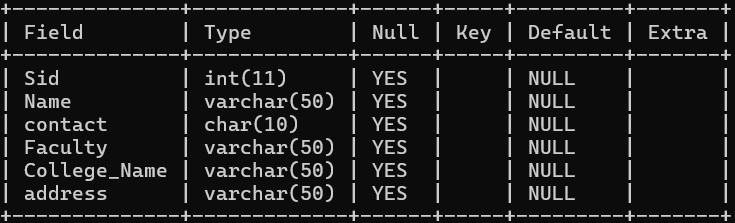 +--------------+-------------+------+-----+---------+-------+
| Field        | Type        | Null | Key | Default | Extra |
+--------------+-------------+------+-----+---------+-------+
| Sid          | int(11)     | YES  |     | NULL    |       |
| Name         | varchar(50) | YES  |     | NULL    |       |
| contact      | char(10)    | YES  |     | NULL    |       |
| Faculty      | varchar(50) | YES  |     | NULL    |       |
| College_Name | varchar(50) | YES  |     | NULL    |       |
| address      | varchar(50) | YES  |     | NULL    |       |
+--------------+-------------+------+-----+---------+-------+